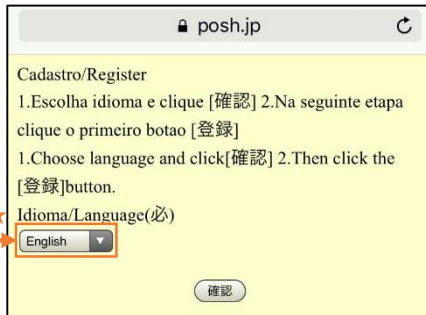 posh.jp
Cadastro/Register
1.Escolha idioma e clique [確認] 2.Na seguinte etapa
clique o primeiro botao [登録]
1.Choose language and click[確認] 2.Then click the
[登録]button.
Idioma/Language(必)
English
確認